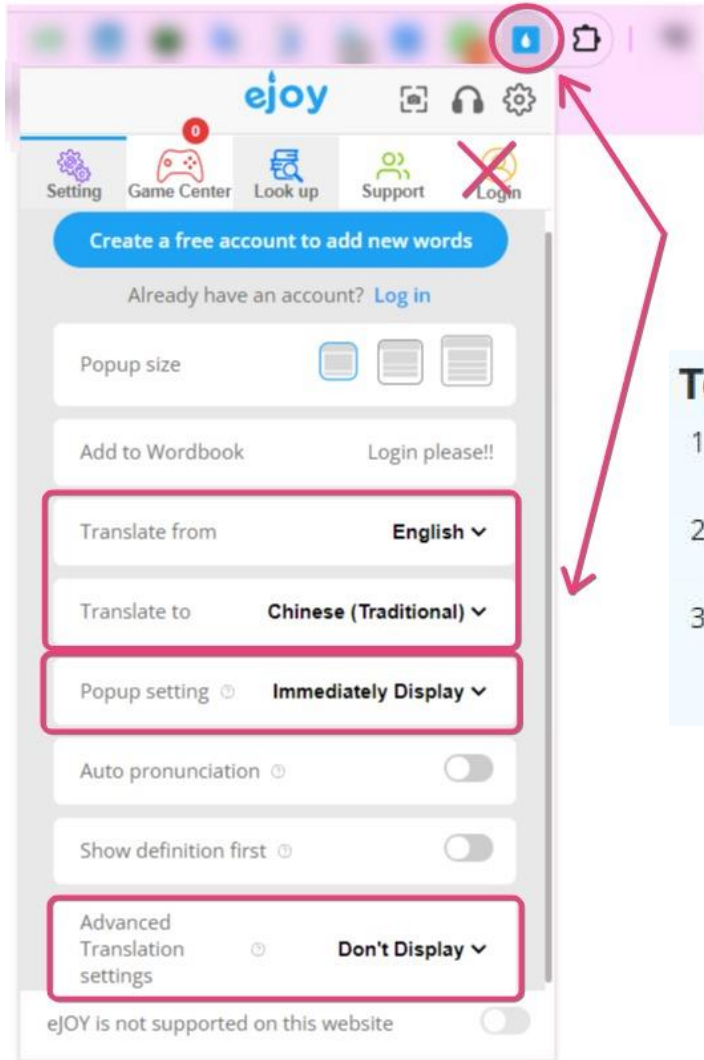 ejoy
0
Setting Game Center Look up Support Login
Create a free account to add new words
Already have an account? Log in
Popup size
Add to Wordbook Login please!!
Translate from English
Translate to Chinese (Traditional)
Popup setting Immediately Display
Auto pronunciation
Show definition first
Advanced
Translation Don't Display
settings
eJOY is not supported on this website
1
2
3